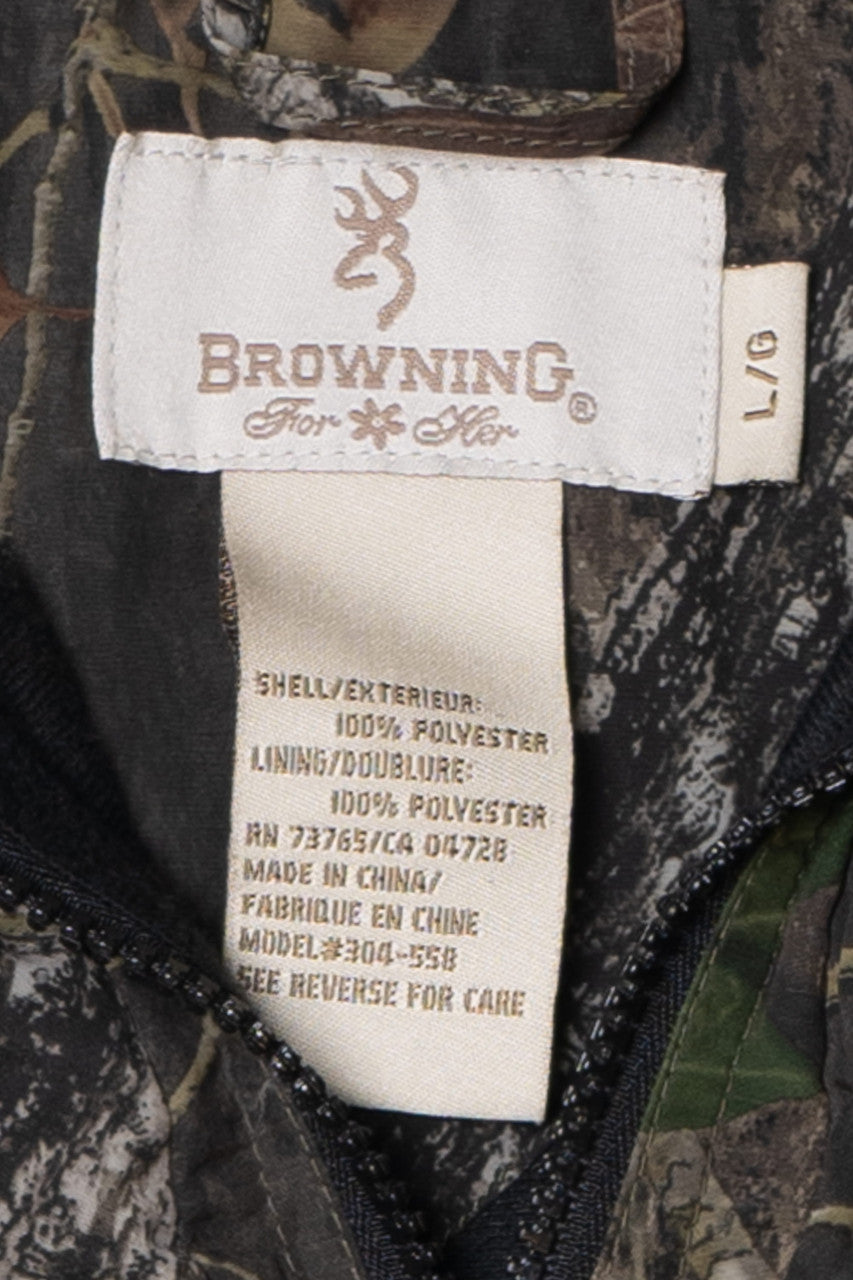 BROWNING®
For Her
L/G
SHELL/EXTERIEUR:
100% POLYESTER
LINING/DOUBLURE:
100% POLYESTER
RN 73765/CA 04728
MADE IN CHINA/
FABRIQUE EN CHINE
MODEL#304-558
SEE REVERSE FOR CARE